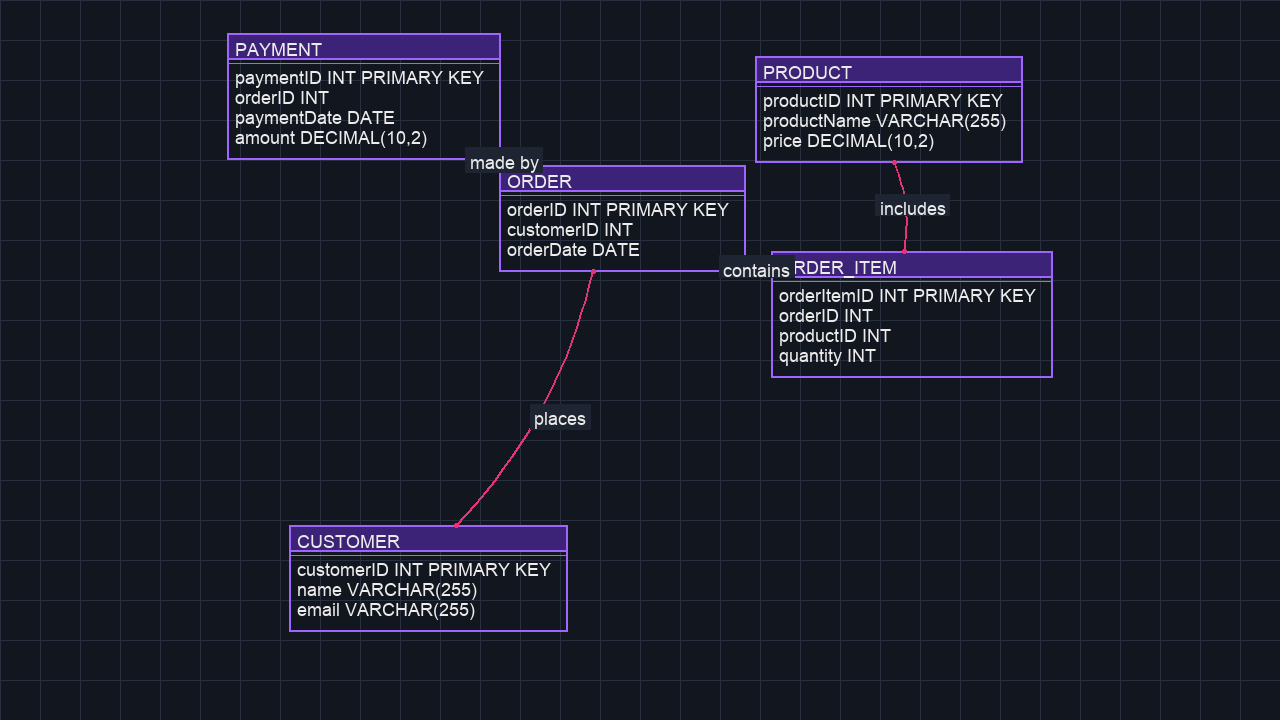 PAYMENT
paymentID INT PRIMARY KEY
orderID INT
paymentDate DATE
amount DECIMAL(10,2)
PRODUCT
productID INT PRIMARY KEY
productName VARCHAR(255)
price DECIMAL(10,2)
made by
ORDER
orderID INT PRIMARY KEY
customerID INT
orderDate DATE
includes
contains
RDER_ITEM
orderItemID INT PRIMARY KEY
orderID INT
productID INT
quantity INT
places
CUSTOMER
customerID INT PRIMARY KEY
name VARCHAR(255)
email VARCHAR(255)